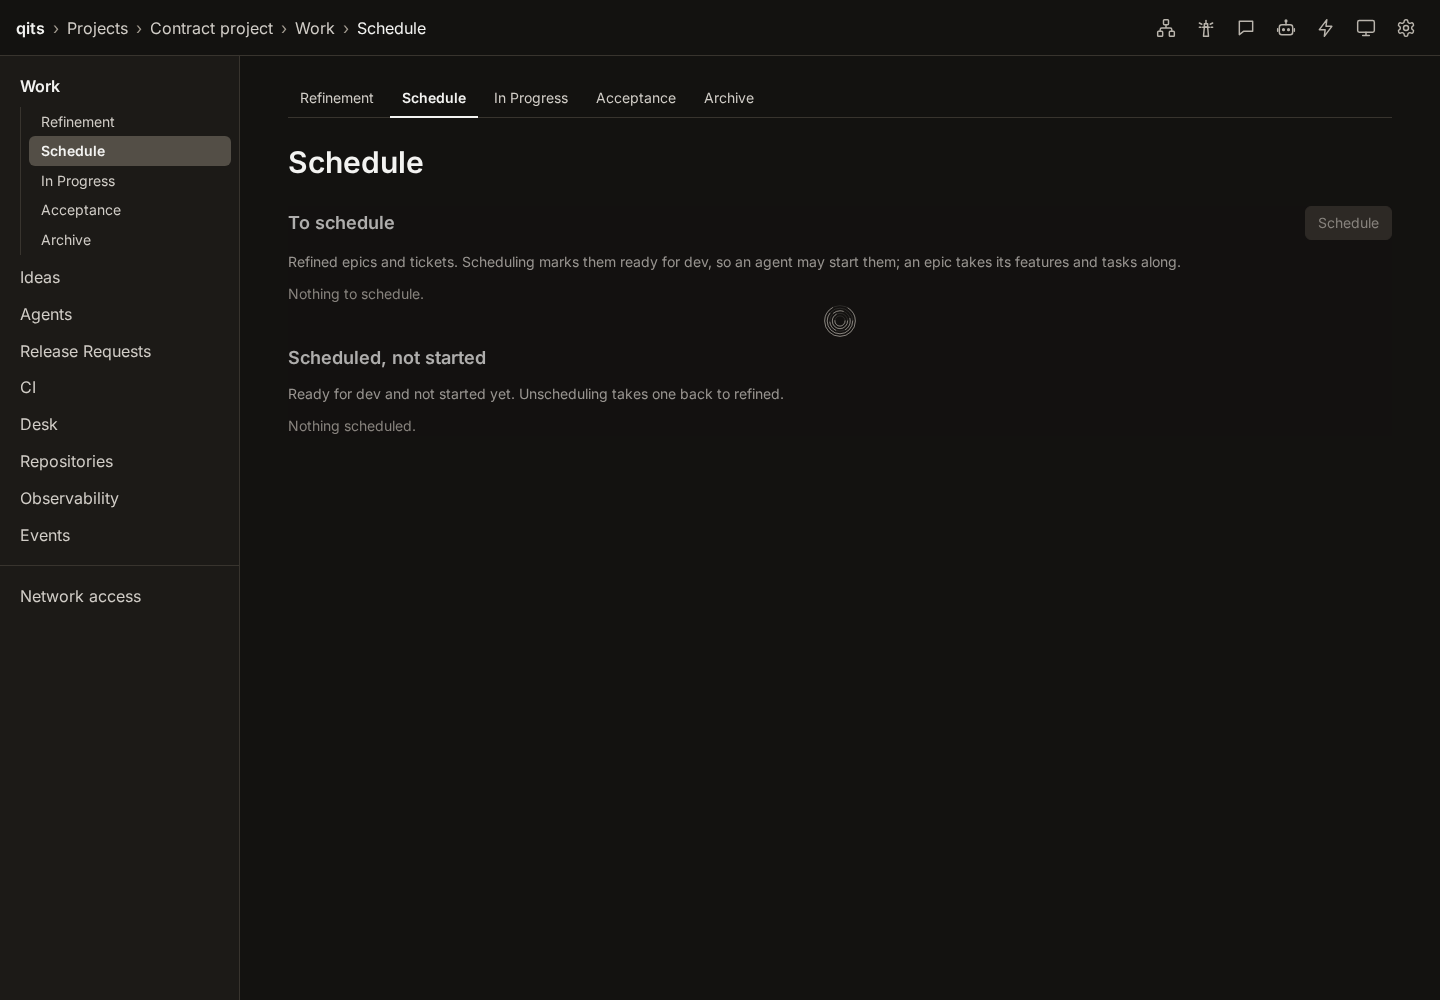 qits › Projects › Contract project › Work › Schedule
Work
Refinement
Schedule
In Progress
Acceptance
Archive
Ideas
Agents
Release Requests
CI
Desk
Repositories
Observability
Events
Network access
Refinement Schedule In Progress Acceptance Archive
Schedule
To schedule
Schedule
Refined epics and tickets. Scheduling marks them ready for dev, so an agent may start them; an epic takes its features and tasks along.
Nothing to schedule.
Scheduled, not started
Ready for dev and not started yet. Unscheduling takes one back to refined.
Nothing scheduled.